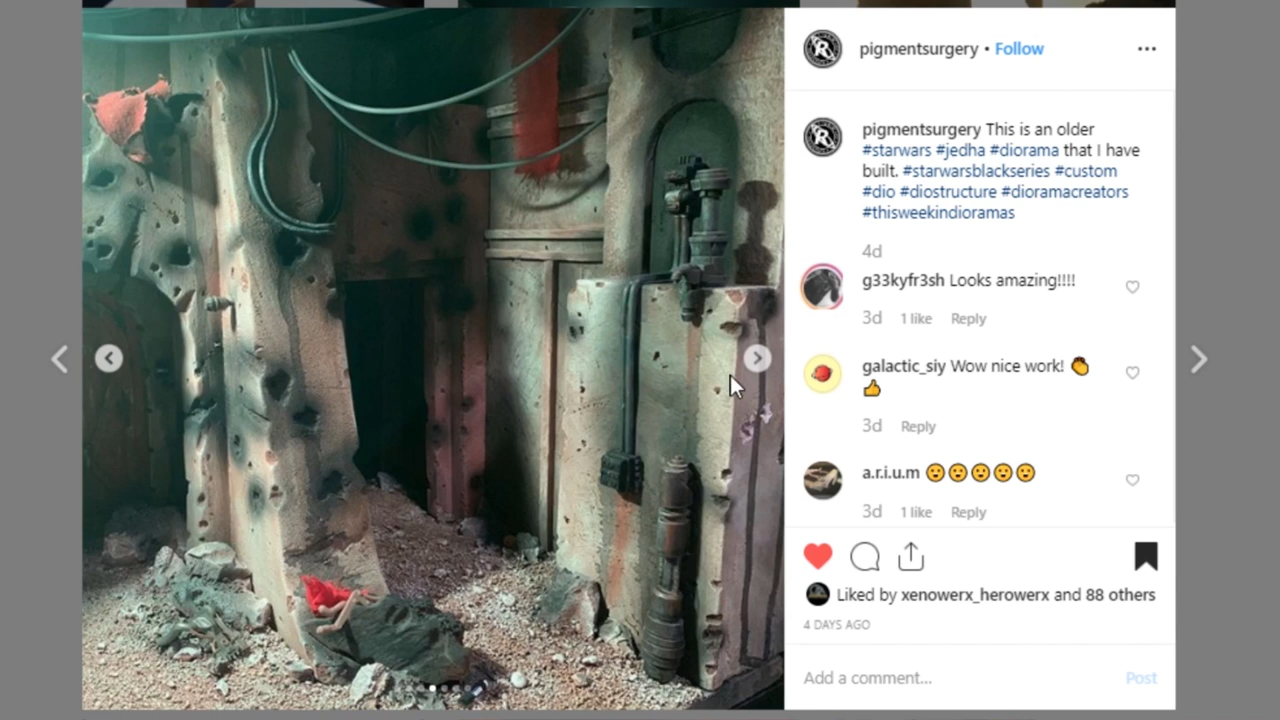 pigmentsurgery • Follow
pigmentsurgery This is an older
#starwars #jedha #diorama that I have
built. #starwarsblackseries #custom
#dio #diostructure #dioramacreators
#thisweekindioramas
4d
g33kyfr3sh Looks amazing!!!!
3d 1 like Reply
galactic_siy Wow nice work! 👏
👍
3d Reply
a.r.i.u.m 😮😮😮😮😮
3d 1 like Reply
Liked by xenowerx_herowerx and 88 others
4 DAYS AGO
Add a comment... Post